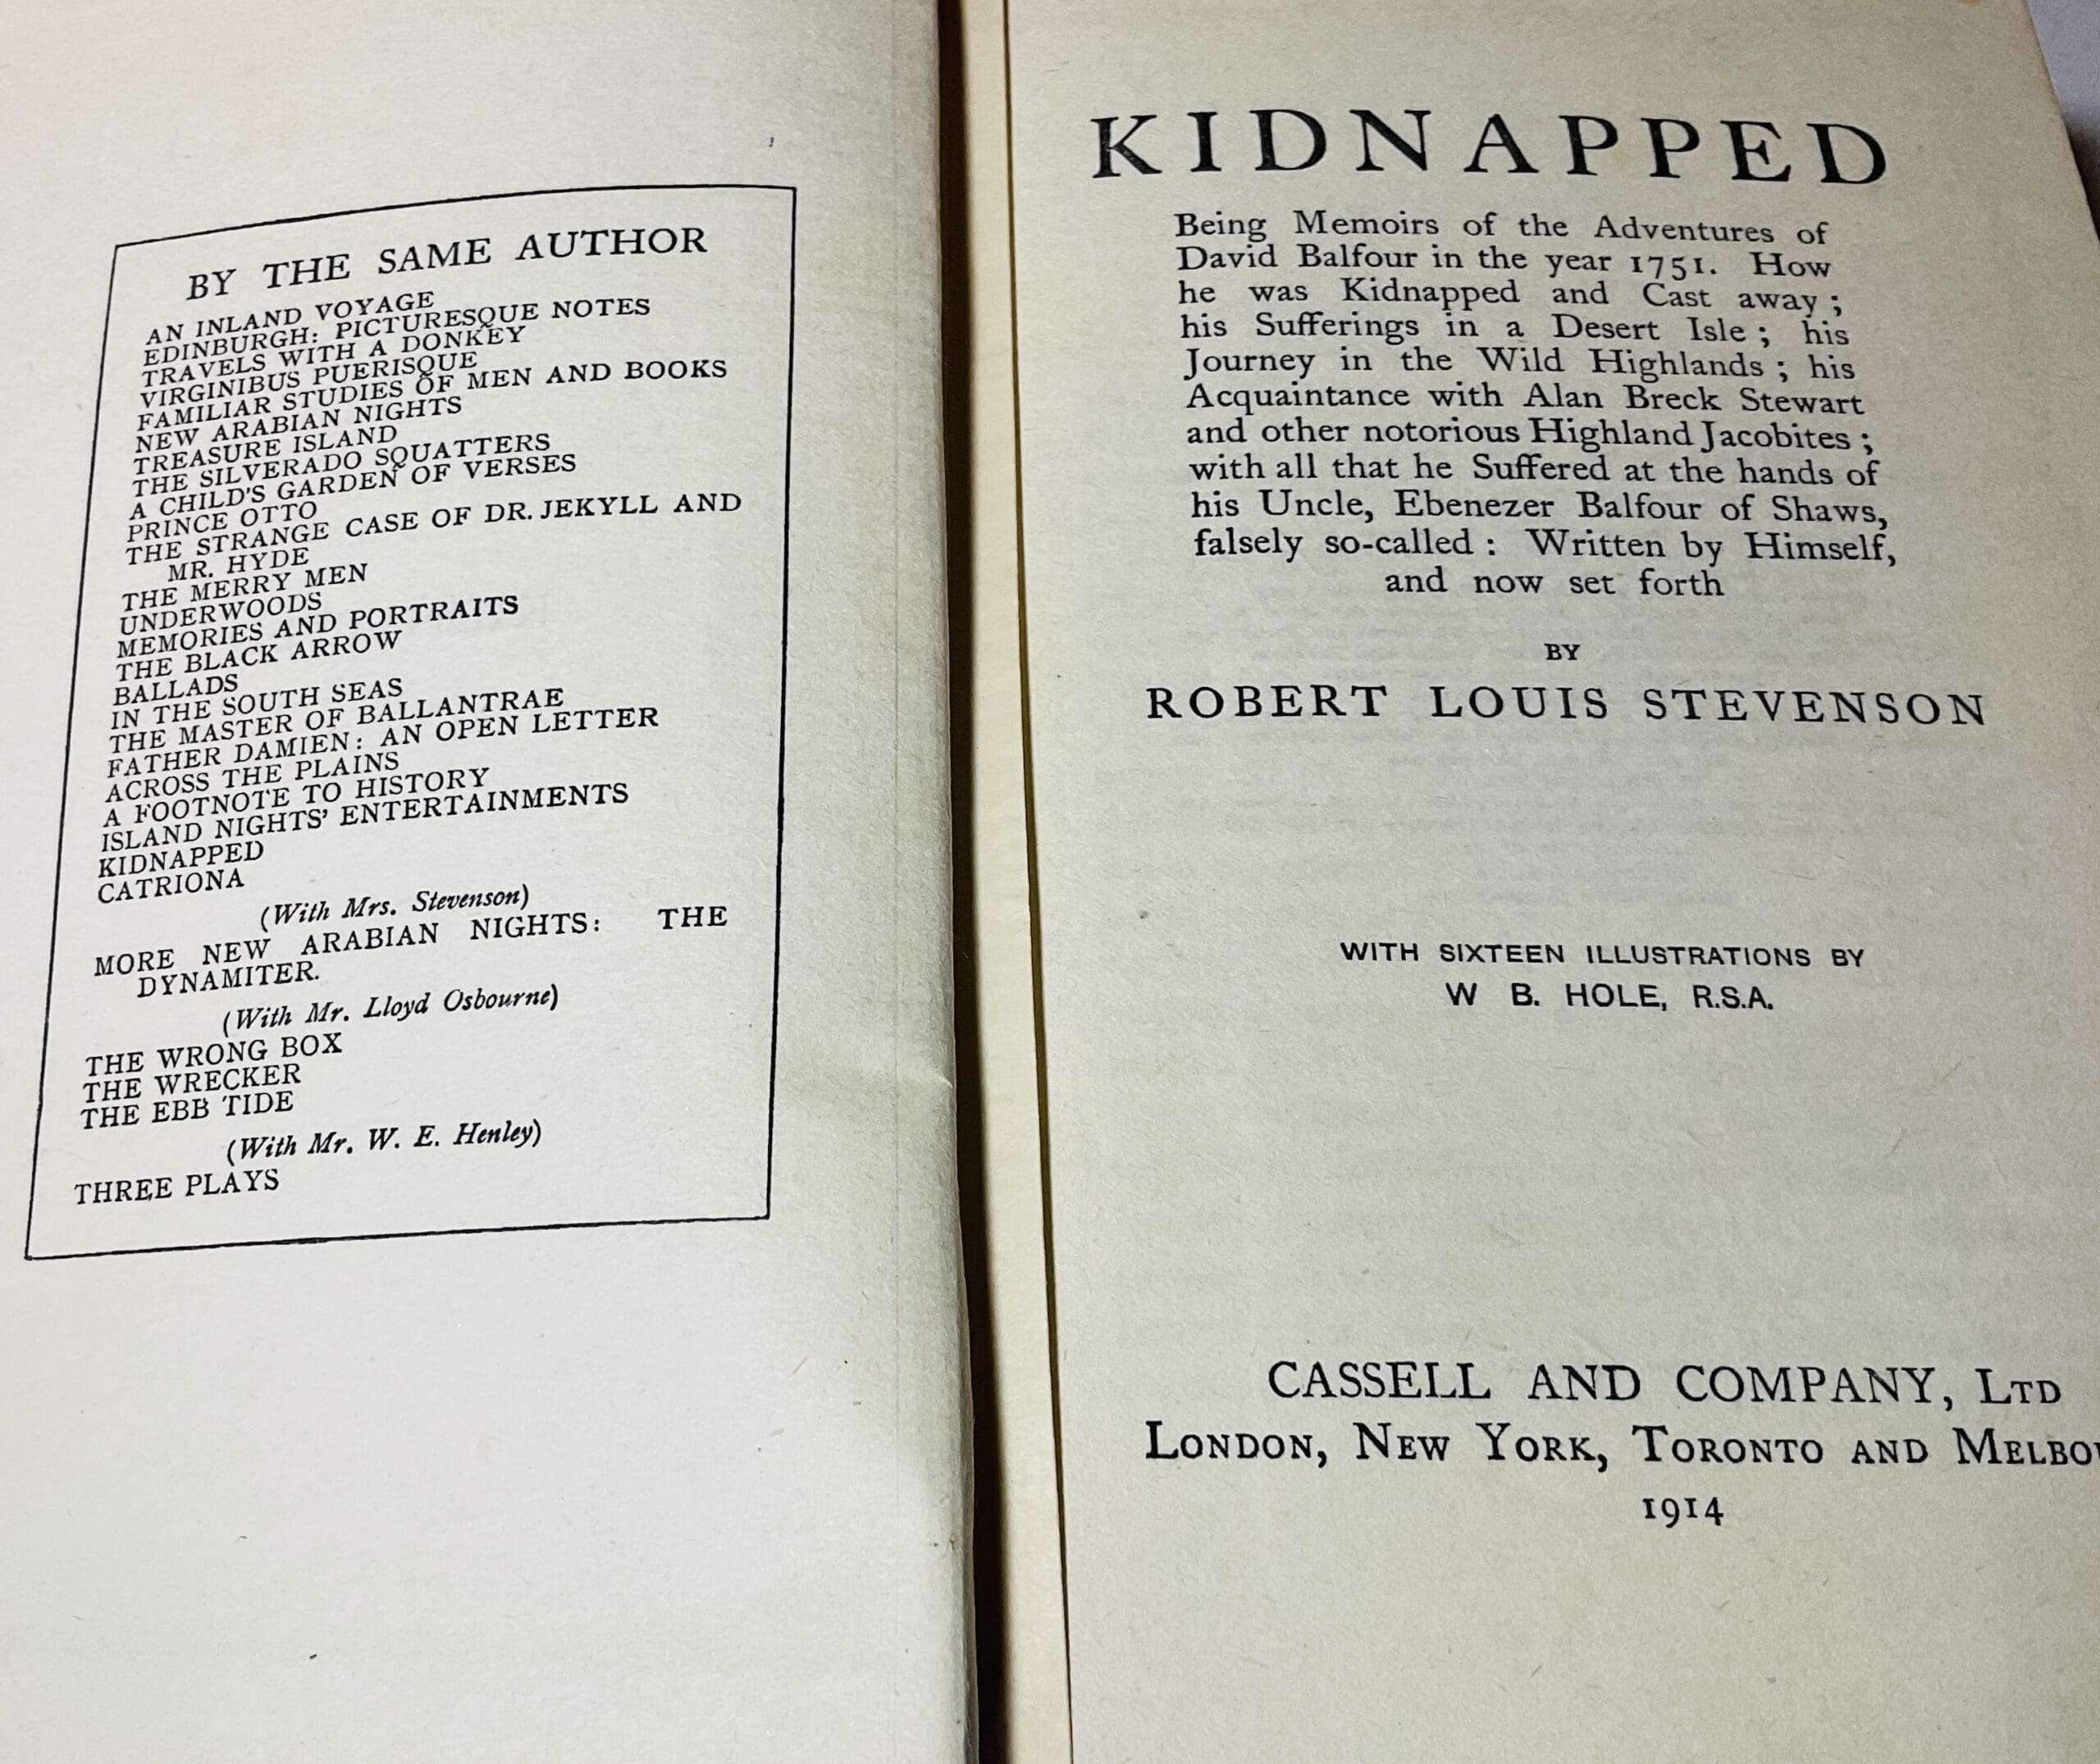 BY THE SAME AUTHOR
AN INLAND VOYAGE
EDINBURGH: PICTURESQUE NOTES
TRAVELS WITH A DONKEY
VIRGINIBUS PUERISQUE
FAMILIAR STUDIES OF MEN AND BOOKS
NEW ARABIAN NIGHTS
TREASURE ISLAND
THE SILVERADO SQUATTERS
A CHILD'S GARDEN OF VERSES
PRINCE OTTO
THE STRANGE CASE OF DR. JEKYLL AND
MR. HYDE
THE MERRY MEN
UNDERWOODS
MEMORIES AND PORTRAITS
THE BLACK ARROW
BALLADS
IN THE SOUTH SEAS
THE MASTER OF BALLANTRAE
FATHER DAMIEN: AN OPEN LETTER
ACROSS THE PLAINS
A FOOTNOTE TO HISTORY
ISLAND NIGHTS' ENTERTAINMENTS
KIDNAPPED
CATRIONA
(With Mrs. Stevenson)
MORE NEW ARABIAN NIGHTS: THE
DYNAMITER.
(With Mr. Lloyd Osbourne)
THE WRONG BOX
THE WRECKER
THE EBB TIDE
(With Mr. W. E. Henley)
THREE PLAYS
KIDNAPPED
Being Memoirs of the Adventures of
David Balfour in the year 1751. How
he was Kidnapped and Cast away;
his Sufferings in a Desert Isle; his
Journey in the Wild Highlands; his
Acquaintance with Alan Breck Stewart
and other notorious Highland Jacobites;
with all that he Suffered at the hands of
his Uncle, Ebenezer Balfour of Shaws,
falsely so-called: Written by Himself,
and now set forth
BY
ROBERT LOUIS STEVENSON
WITH SIXTEEN ILLUSTRATIONS BY
W B. HOLE, R.S.A.
CASSELL AND COMPANY, LTD
LONDON, NEW YORK, TORONTO AND MELBO
1914